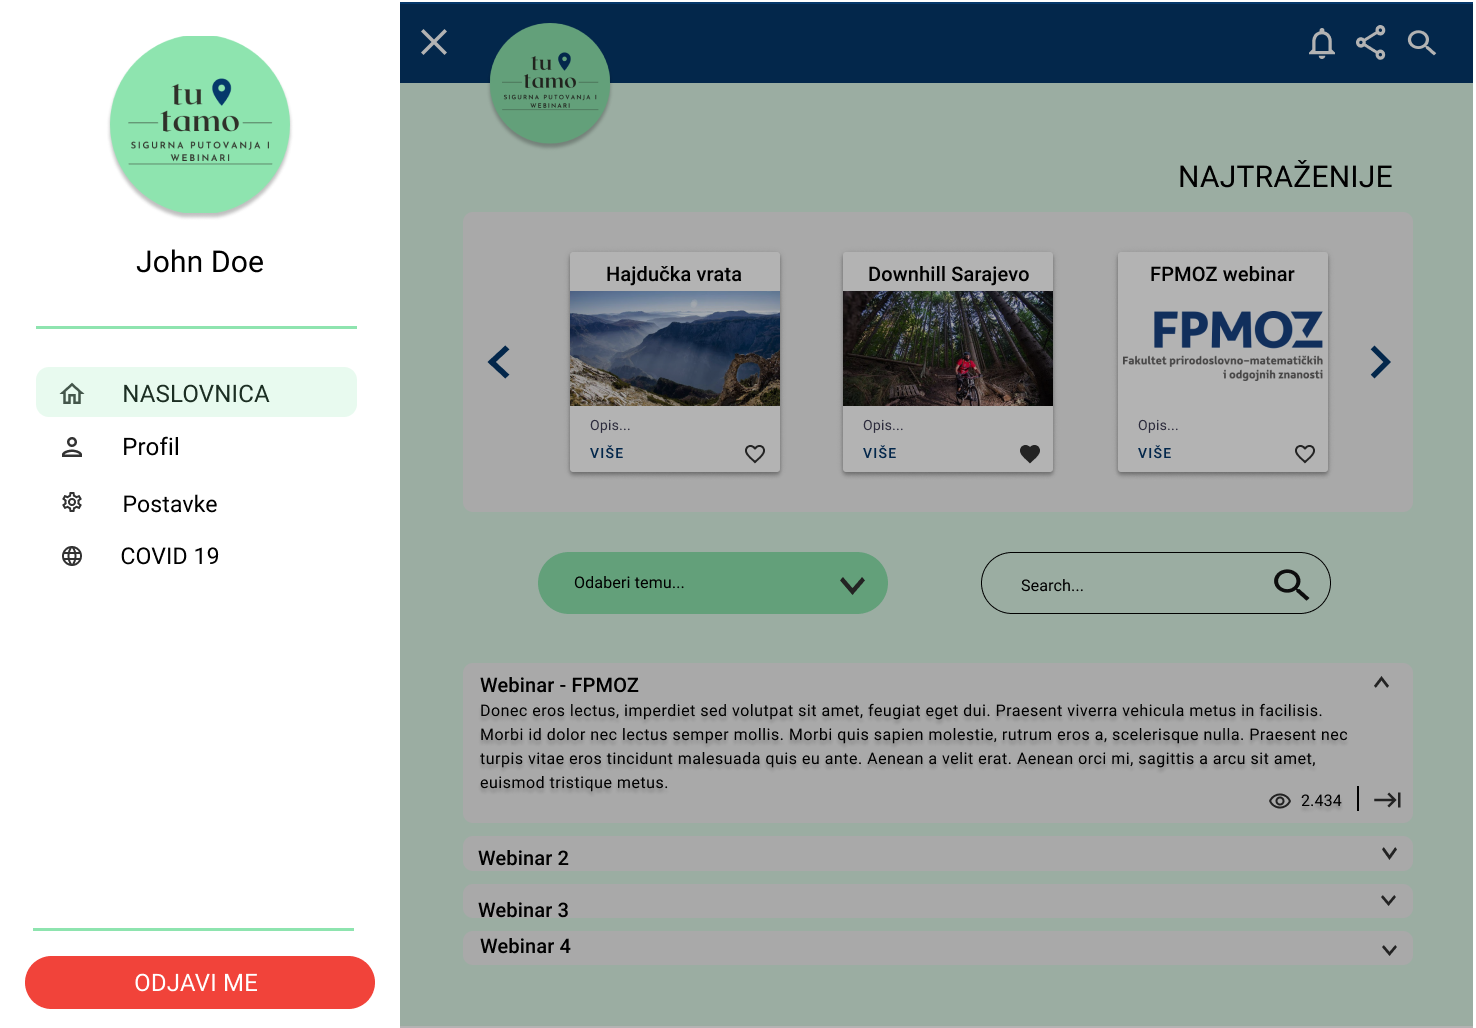 tu
tamo
SIGURNA PUTOVANJA I
WEBINARI
John Doe
NASLOVNICA
Profil
Postavke
COVID 19
ODJAVI ME
tu
tamo
SIGURNA PUTOVANJA I
WEBINARI
NAJTRAŽENIJE
Hajdučka vrata
Opis...
VIŠE
Downhill Sarajevo
Opis...
VIŠE
FPMOZ webinar
FPMOZ
Fakultet prirodoslovno-matematičkih
i odgojnih znanosti
Opis...
VIŠE
Odaberi temu...
Search...
Webinar - FPMOZ
Donec eros lectus, imperdiet sed volutpat sit amet, feugiat eget dui. Praesent viverra vehicula metus in facilisis.
Morbi id dolor nec lectus semper mollis. Morbi quis sapien molestie, rutrum eros a, scelerisque nulla. Praesent nec
turpis vitae eros tincidunt malesuada quis eu ante. Aenean a velit erat. Aenean orci mi, sagittis a arcu sit amet,
euismod tristique metus.
2.434
Webinar 2
Webinar 3
Webinar 4